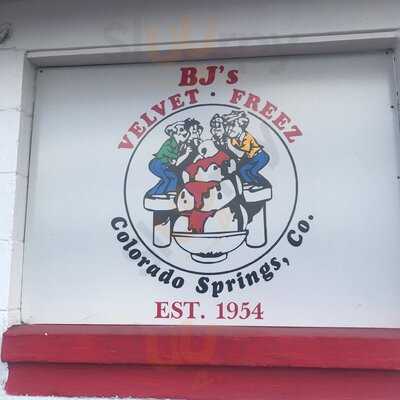 BJ's
VELVET · FREEZ
Colorado Springs, Co.
EST. 1954